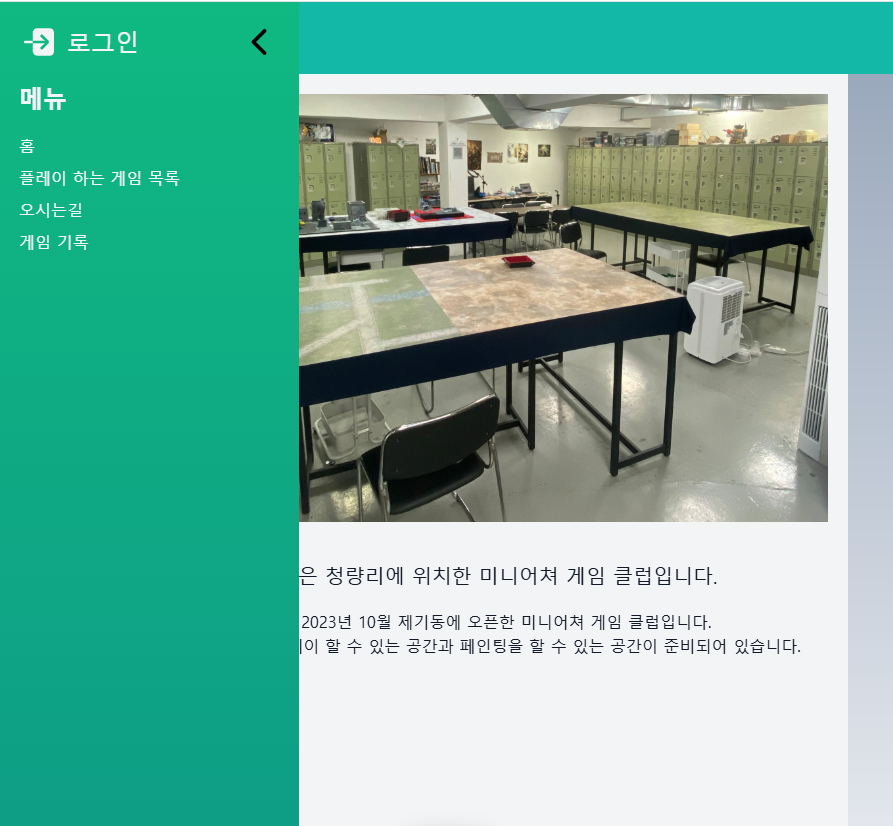 로그인
메뉴
홈
플레이 하는 게임 목록
오시는길
게임 기록
은 청량리에 위치한 미니어쳐 게임 클럽입니다.
2023년 10월 제기동에 오픈한 미니어쳐 게임 클럽입니다.
이 할 수 있는 공간과 페인팅을 할 수 있는 공간이 준비되어 있습니다.